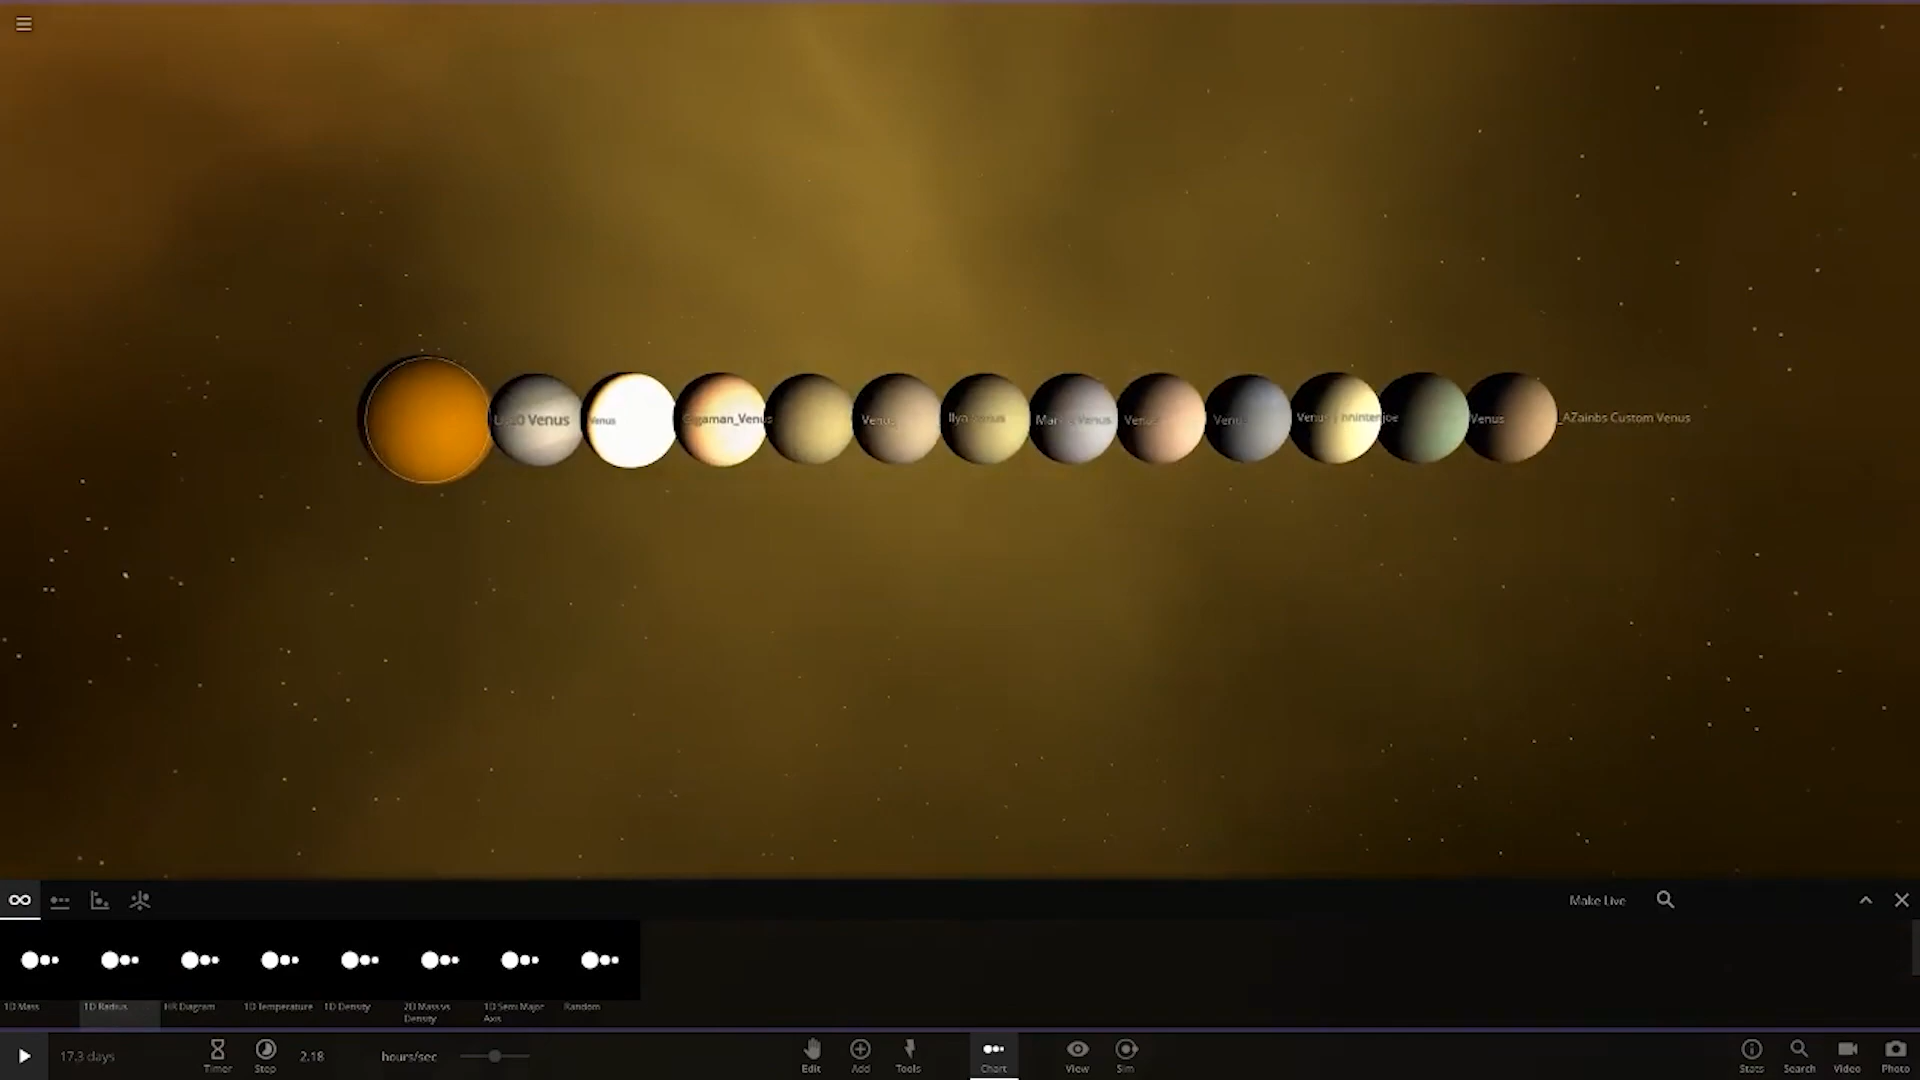 Venus
Gigaman_Venus
Venus
Venus
Venus
Venus
Venus
_AZainbs Custom Venus
Make Live
1D Mass
1D Radius
HR Diagram
1D Temperature
1D Density
2D Mass vs
Density
1D Semi Major
Axis
Random
17.3 days
Timer
Stop
2.18
hours/sec
Edit
Add
Tools
Chart
View
Sim
Stats
Search
Video
Photo